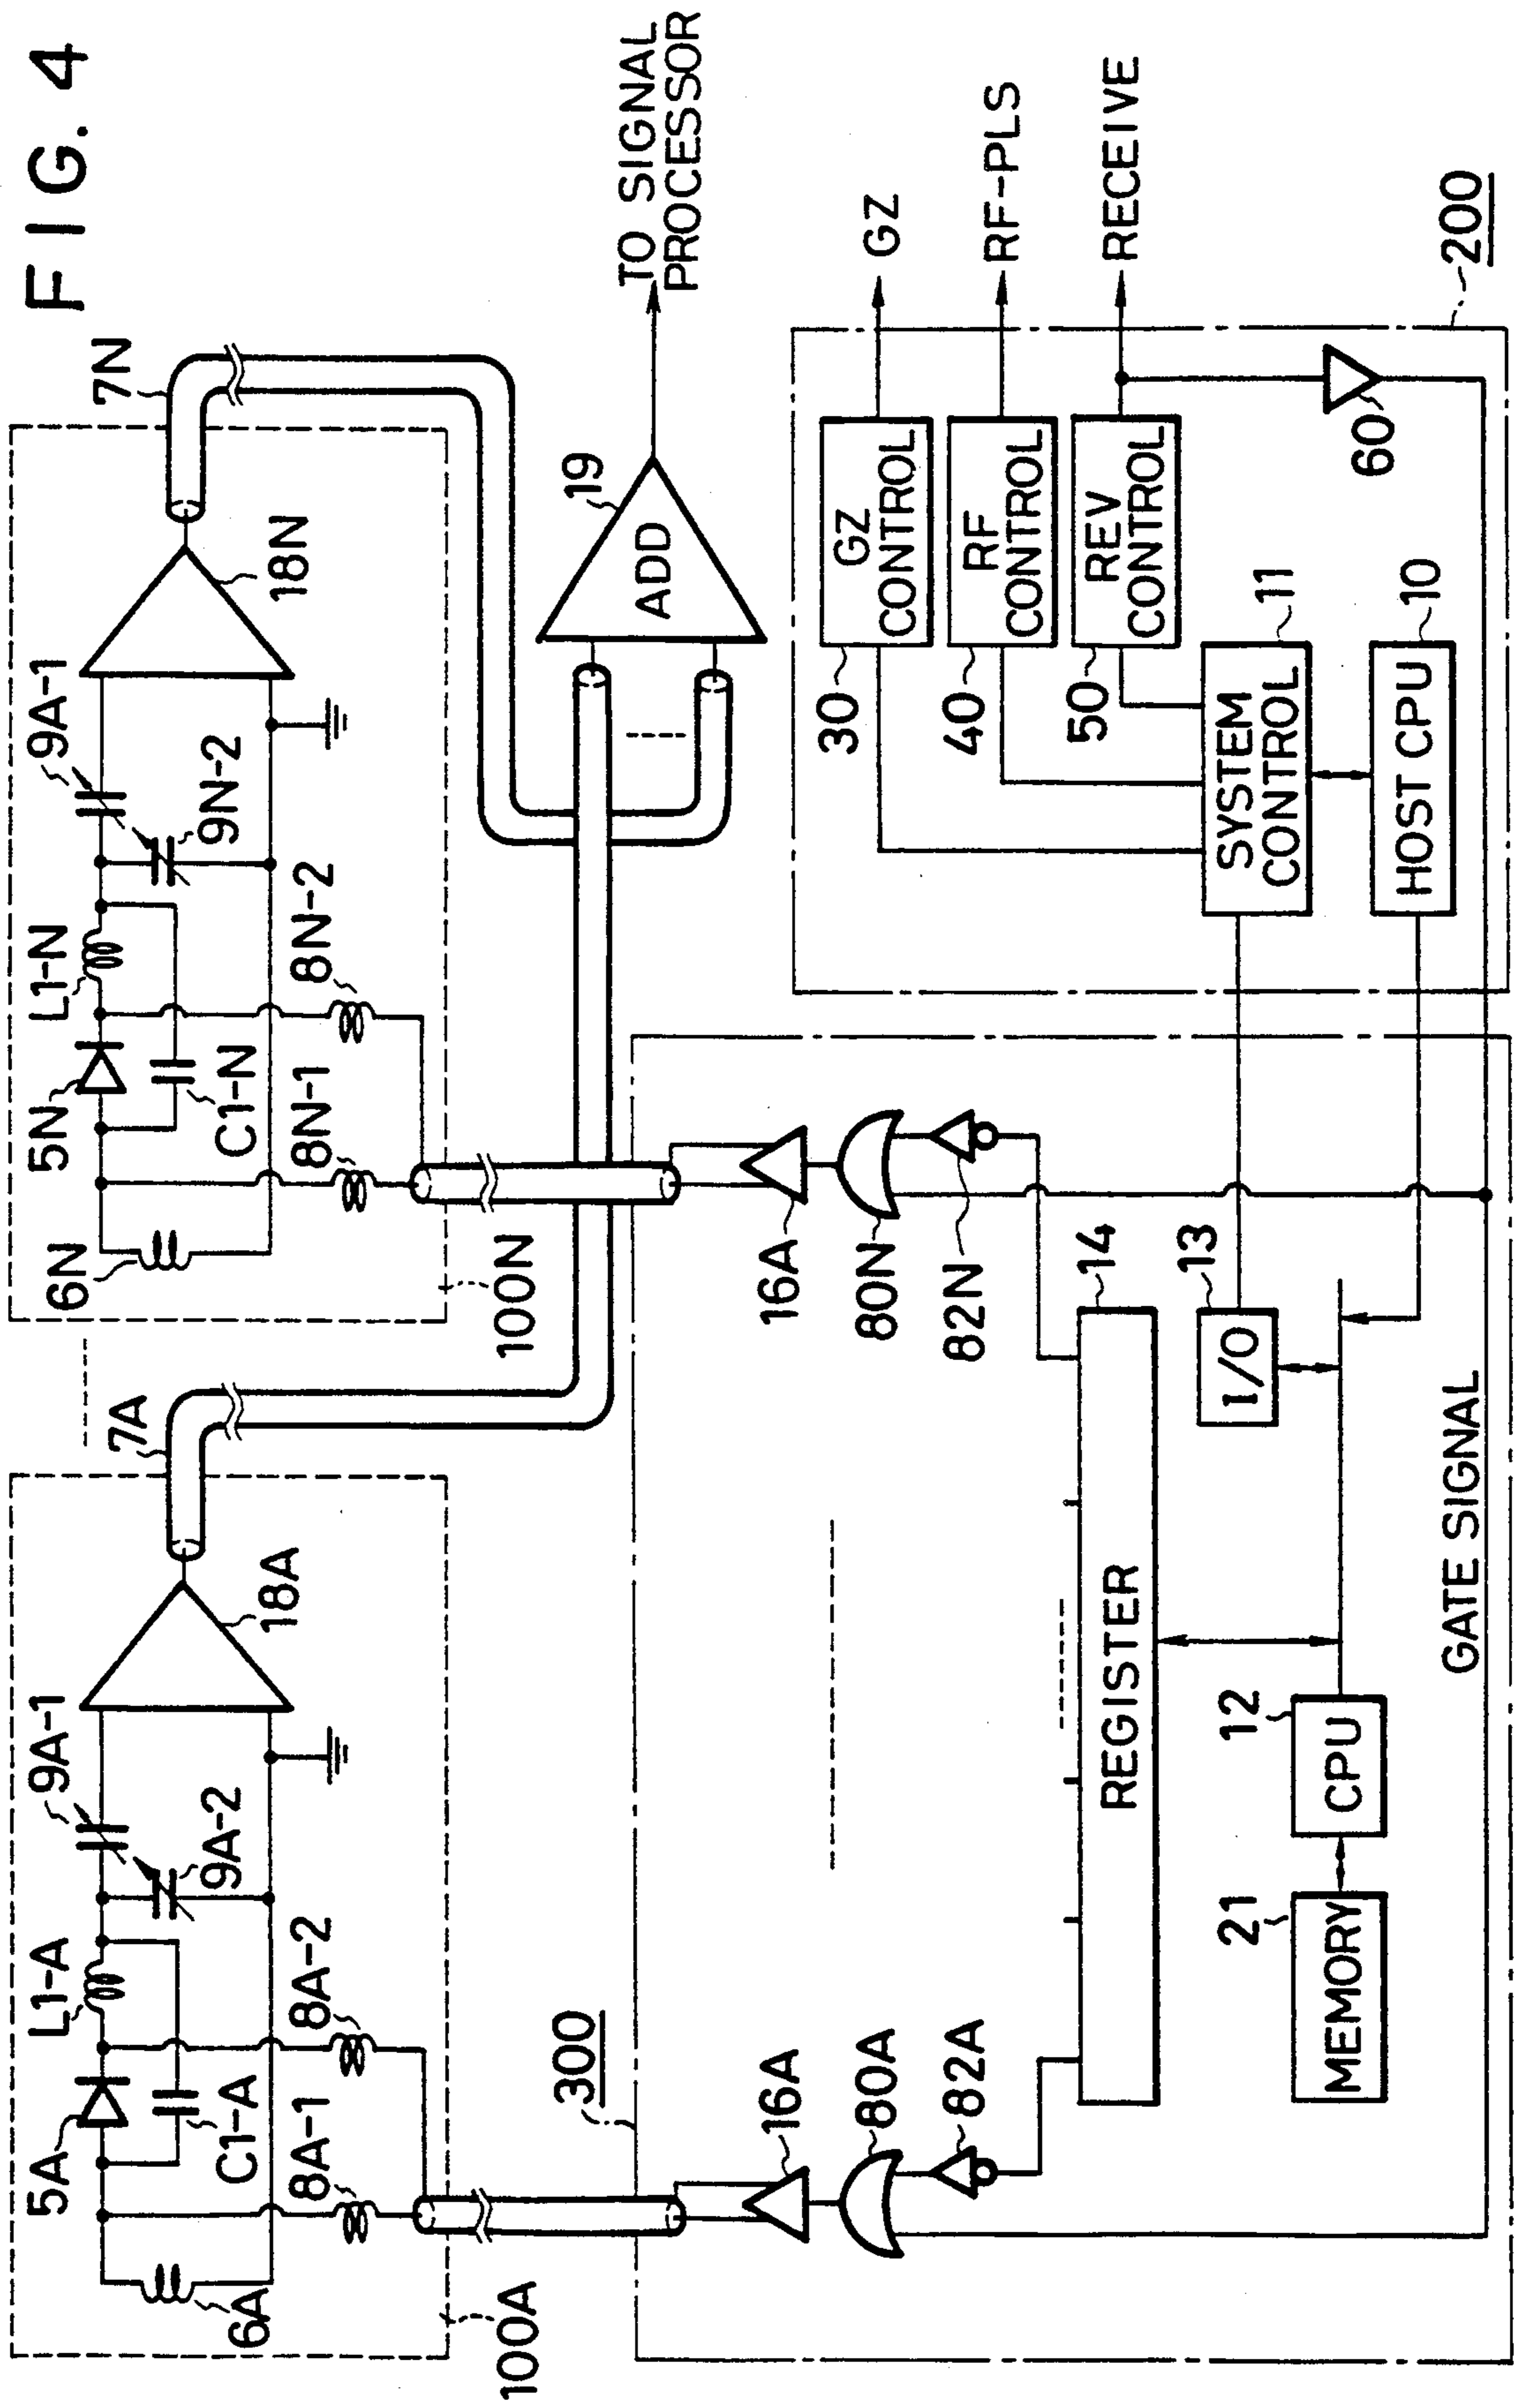 FIG. 4
6A
5A
L1-A
C1-A
9A-1
9A-2
8A-1
8A-2
18A
7A
100A
6N
5N
L1-N
C1-N
9A-1
9N-2
8N-1
8N-2
18N
7N
100N
19
ADD
TO SIGNAL
PROCESSOR
300
16A
80A
82A
16A
80N
82N
REGISTER
14
I/O
13
CPU
12
MEMORY
21
GATE SIGNAL
GZ
CONTROL
30
GZ
RF
CONTROL
40
RF-PLS
REV
CONTROL
50
RECEIVE
SYSTEM
CONTROL
11
HOST CPU
10
60
200